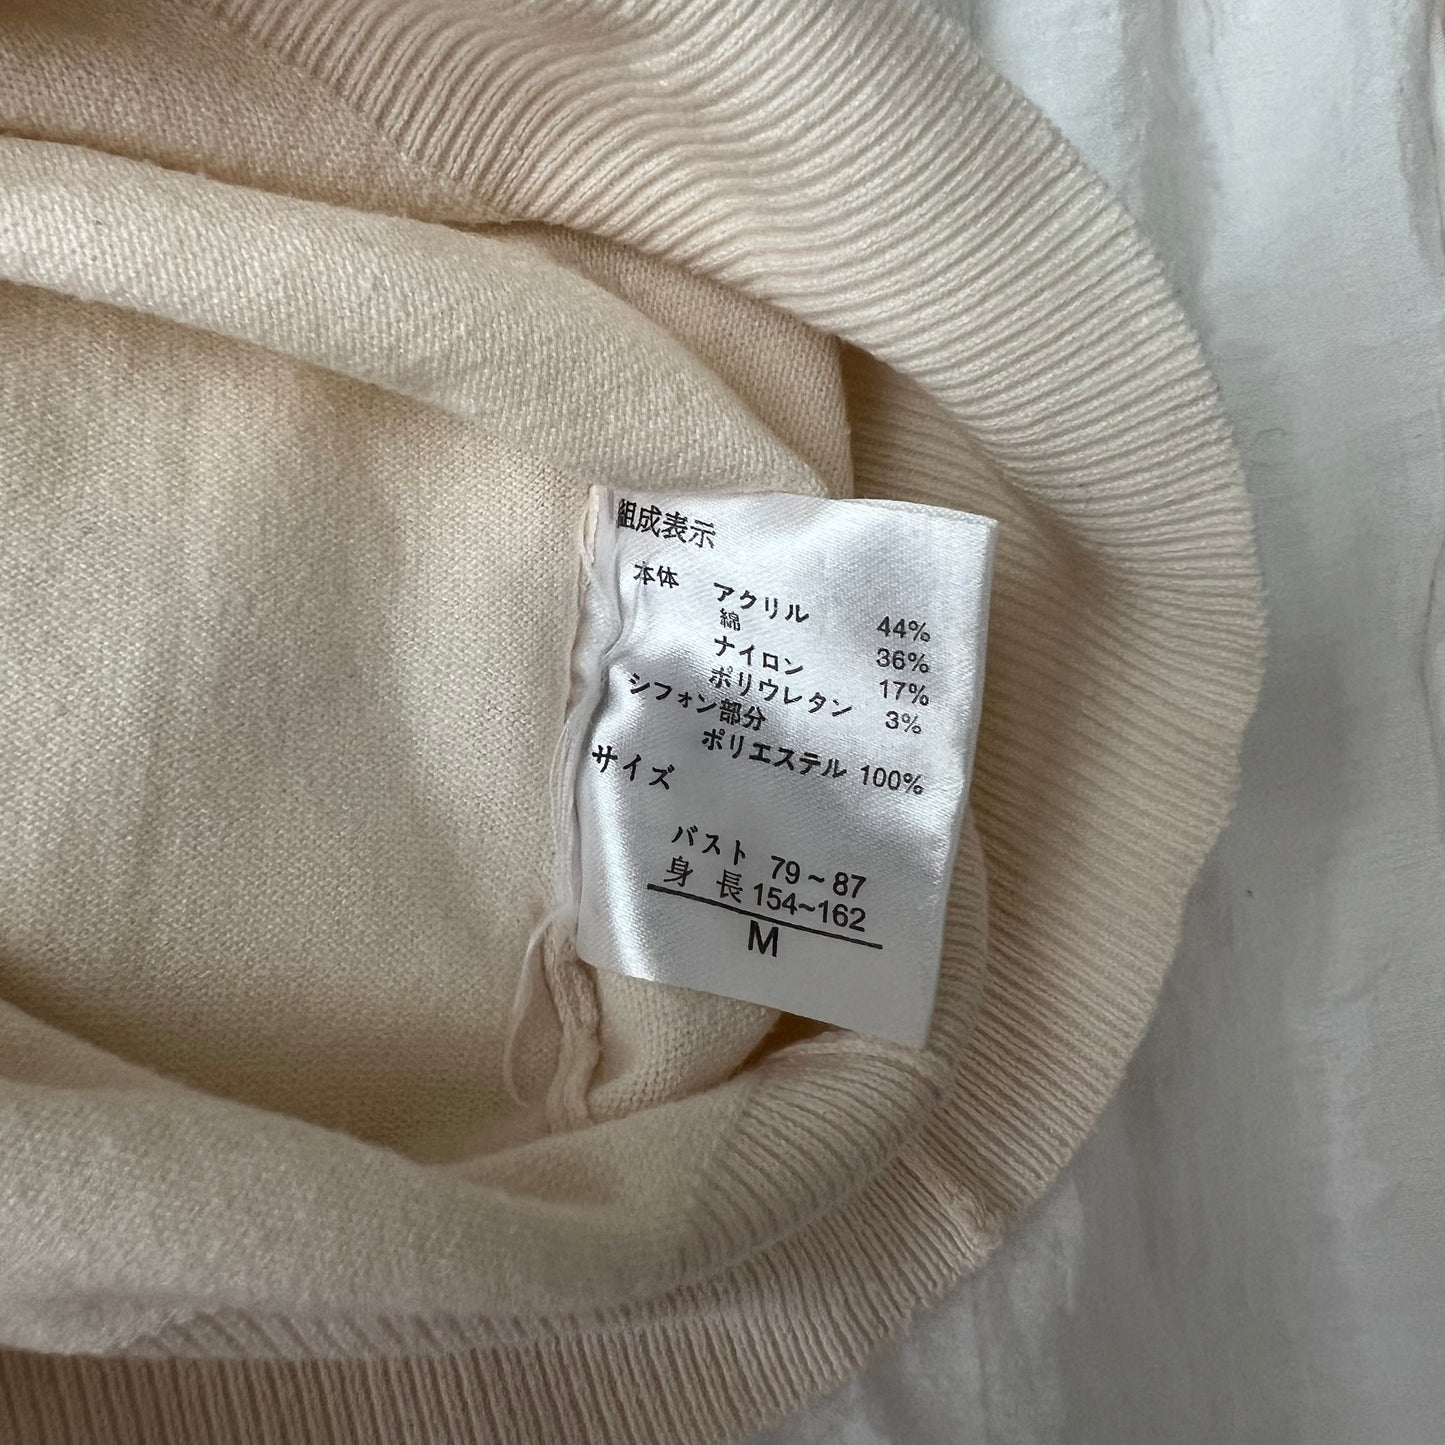 組成表示
本体 アクリル 44%
綿 36%
ナイロン 17%
ポリウレタン 3%
シフォン部分
ポリエステル 100%
サイズ
バスト 79~87
身長 154~162
M